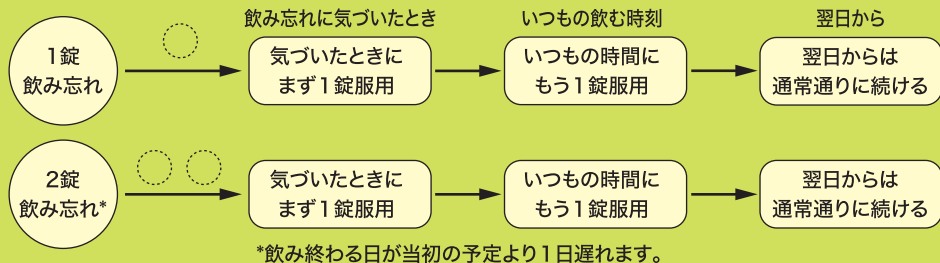 飲み忘れに気づいたとき
いつもの飲む時刻
翌日から
1錠
飲み忘れ
気づいたときに
まず1錠服用
いつもの時間に
もう1錠服用
翌日からは
通常通りに続ける
2錠
飲み忘れ*
気づいたときに
まず1錠服用
いつもの時間に
もう1錠服用
翌日からは
通常通りに続ける
*飲み終わる日が当初の予定より1日遅れます。